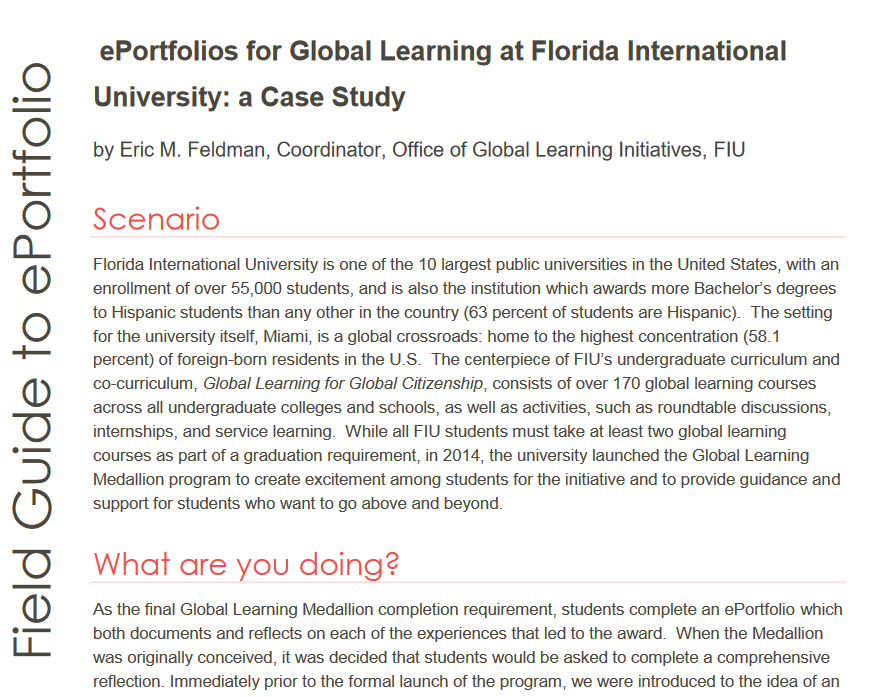 Field Guide to ePortfolio
ePortfolios for Global Learning at Florida International
University: a Case Study
by Eric M. Feldman, Coordinator, Office of Global Learning Initiatives, FIU
Scenario
Florida International University is one of the 10 largest public universities in the United States, with an
enrollment of over 55,000 students, and is also the institution which awards more Bachelor’s degrees
to Hispanic students than any other in the country (63 percent of students are Hispanic).  The setting
for the university itself, Miami, is a global crossroads: home to the highest concentration (58.1
percent) of foreign-born residents in the U.S.  The centerpiece of FIU’s undergraduate curriculum and
co-curriculum, Global Learning for Global Citizenship, consists of over 170 global learning courses
across all undergraduate colleges and schools, as well as activities, such as roundtable discussions,
internships, and service learning.  While all FIU students must take at least two global learning
courses as part of a graduation requirement, in 2014, the university launched the Global Learning
Medallion program to create excitement among students for the initiative and to provide guidance and
support for students who want to go above and beyond.
What are you doing?
As the final Global Learning Medallion completion requirement, students complete an ePortfolio which
both documents and reflects on each of the experiences that led to the award.  When the Medallion
was originally conceived, it was decided that students would be asked to complete a comprehensive
reflection. Immediately prior to the formal launch of the program, we were introduced to the idea of an